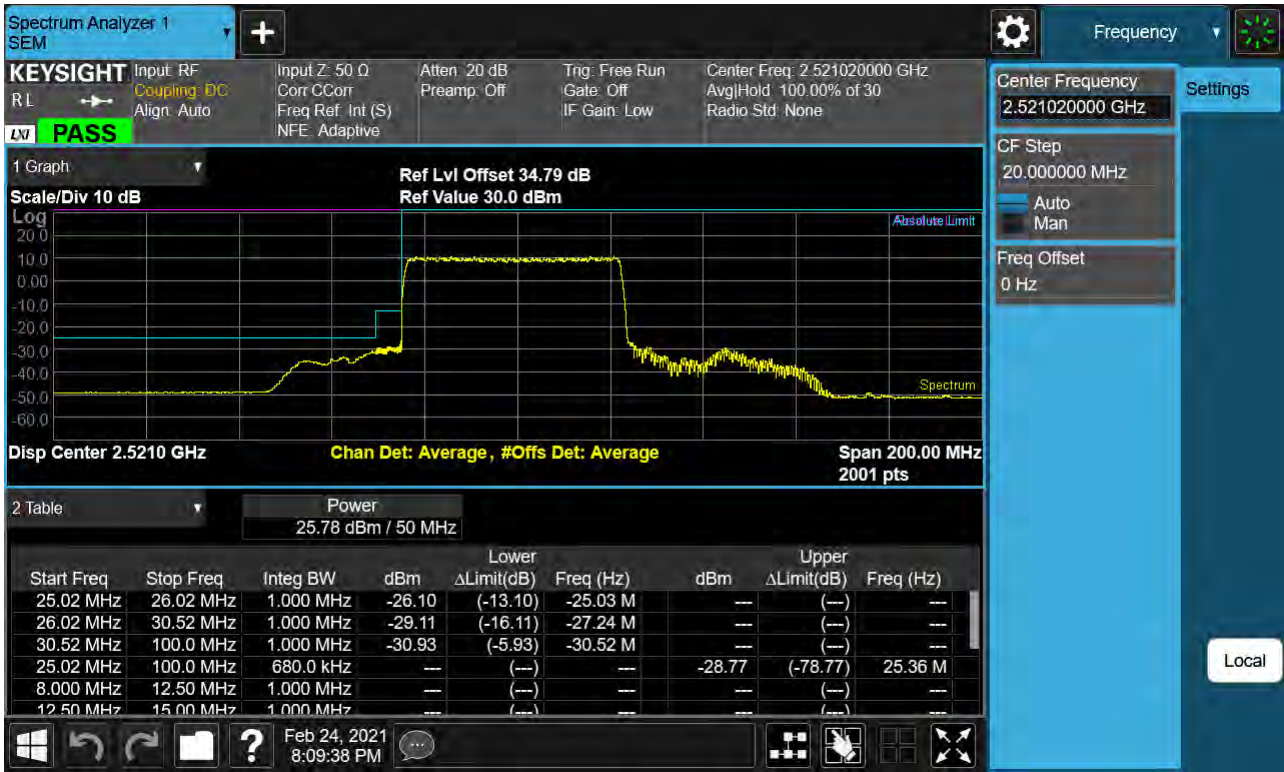 Spectrum Analyzer 1
SEM
Frequency
KEYSIGHT
RL
LXI
PASS
Input: RF
Coupling: DC
Align: Auto
Input Z: 50 Ω
Corr CCorr
Freq Ref: Int (S)
NFE: Adaptive
Atten: 20 dB
Preamp: Off
Trig: Free Run
Gate: Off
IF Gain: Low
Center Freq: 2.521020000 GHz
Avg|Hold: 100.00% of 30
Radio Std: None
Center Frequency
2.521020000 GHz
Settings
CF Step
20.000000 MHz
Auto
Man
Freq Offset
0 Hz
1 Graph
Ref Lvl Offset 34.79 dB
Scale/Div 10 dB
Ref Value 30.0 dBm
Log
20.0
10.0
0.00
-10.0
-20.0
-30.0
-40.0
-50.0
-60.0
Limit
Spectrum
Disp Center 2.5210 GHz
Chan Det: Average, #Offs Det: Average
Span 200.00 MHz
2001 pts
2 Table
Power
25.78 dBm / 50 MHz
Lower Upper
Start Freq Stop Freq Integ BW dBm ΔLimit(dB) Freq (Hz) dBm ΔLimit(dB) Freq (Hz)
25.02 MHz 26.02 MHz 1.000 MHz -26.10 (-13.10) -25.03 M --- (---) ---
26.02 MHz 30.52 MHz 1.000 MHz -29.11 (-16.11) -27.24 M --- (---) ---
30.52 MHz 100.0 MHz 1.000 MHz -30.93 (-5.93) -30.52 M --- (---) ---
25.02 MHz 100.0 MHz 680.0 kHz --- (---) --- -28.77 (-78.77) 25.36 M
8.000 MHz 12.50 MHz 1.000 MHz --- (---) --- --- (---) ---
12.50 MHz 15.00 MHz 1.000 MHz --- (---) --- --- (---) ---
Local
Feb 24, 2021
8:09:38 PM